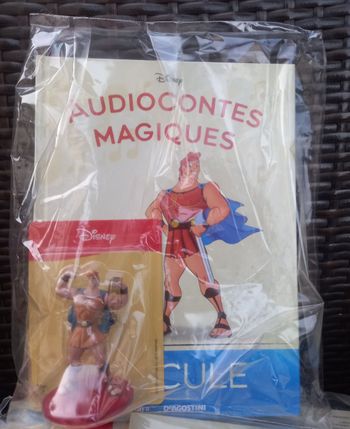 Disney
AUDIOCONTES
MAGIQUES
Disney
CULE
DeAGOSTINI